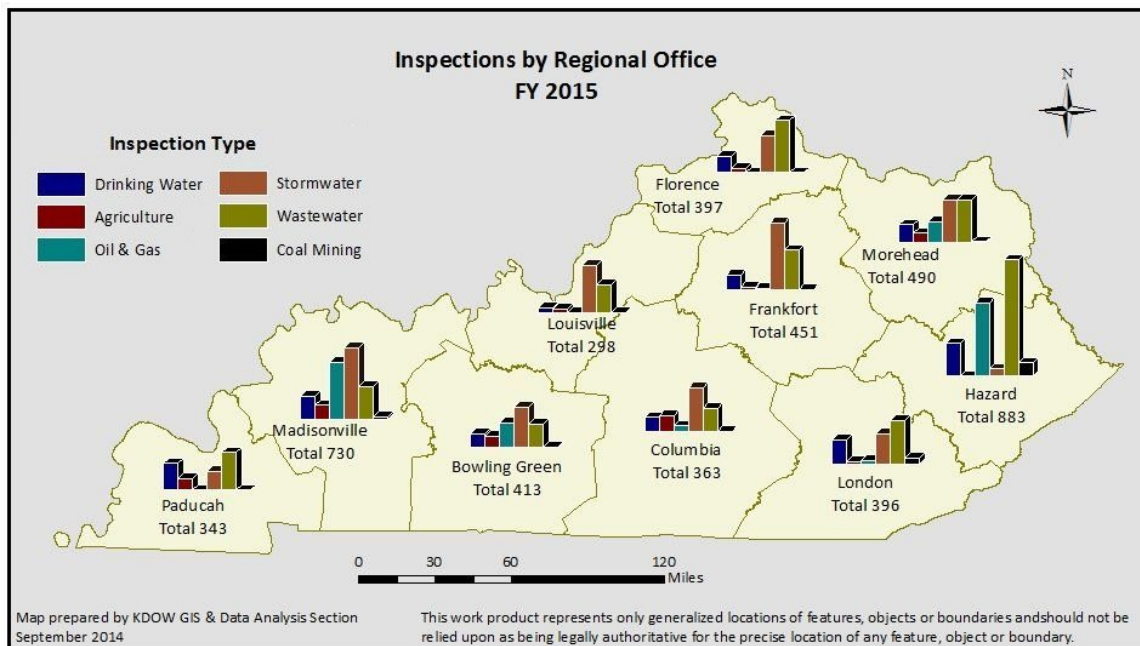 Inspections by Regional Office
FY 2015
N
Inspection Type
Drinking Water
Stormwater
Agriculture
Wastewater
Oil & Gas
Coal Mining
Florence
Total 397
Morehead
Total 490
Frankfort
Total 451
Louisville
Total 298
Hazard
Total 883
Madisonville
Total 730
Columbia
Total 363
Bowling Green
Total 413
London
Total 396
Paducah
Total 343
0 30 60 120
Miles
Map prepared by KDOW GIS & Data Analysis Section
September 2014
This work product represents only generalized locations of features, objects or boundaries andshould not be
relied upon as being legally authoritative for the precise location of any feature, object or boundary.